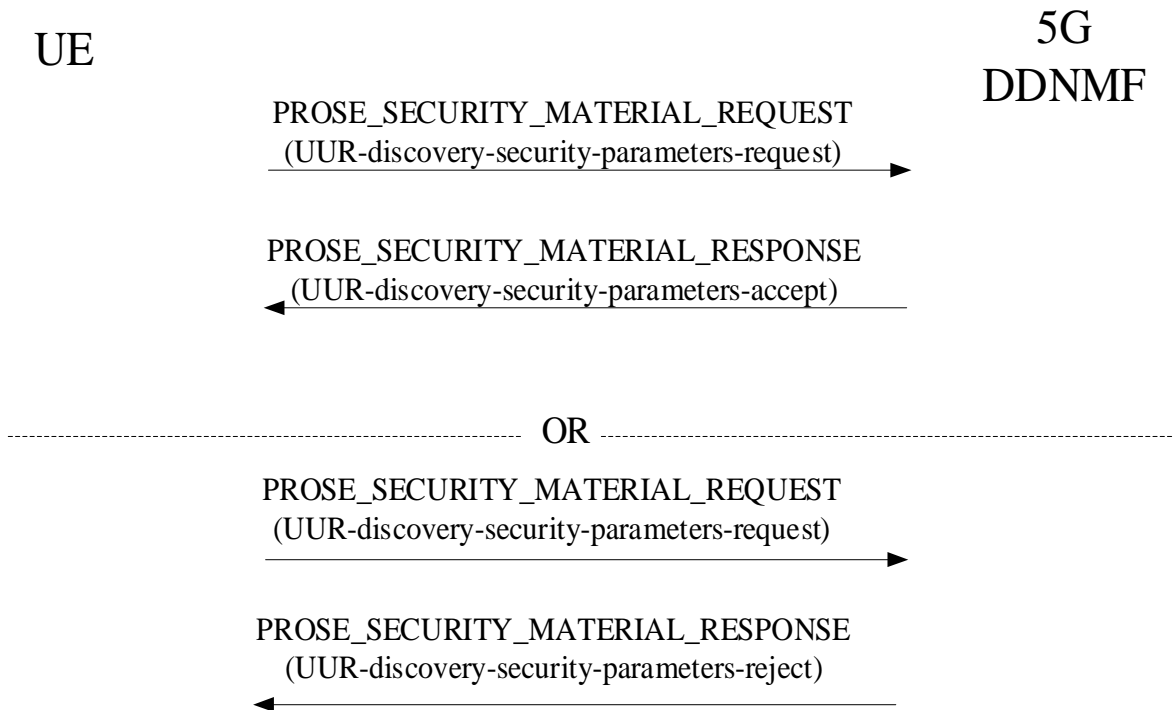 UE
5G
DDNMF
PROSE_SECURITY_MATERIAL_REQUEST
(UUR-discovery-security-parameters-request)
PROSE_SECURITY_MATERIAL_RESPONSE
(UUR-discovery-security-parameters-accept)
OR
PROSE_SECURITY_MATERIAL_REQUEST
(UUR-discovery-security-parameters-request)
PROSE_SECURITY_MATERIAL_RESPONSE
(UUR-discovery-security-parameters-reject)